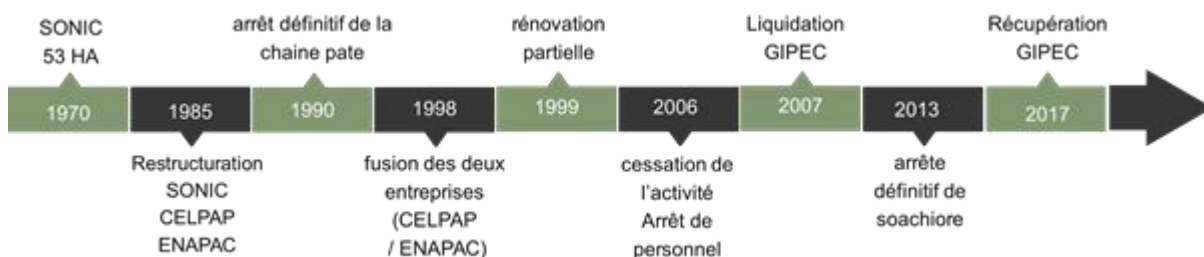 SONIC
53 HA
arrêt définitif de la
chaine pate
rénovation
partielle
Liquidation
GIPEC
Récupération
GIPEC
1970
1985
1990
1998
1999
2006
2007
2013
2017
Restructuration
SONIC
CELPAP
ENAPAC
fusion des deux
entreprises
(CELPAP
/ ENAPAC)
cessation de
l'activité
Arrêt de
personnel
arrête
définitif de
soachiore